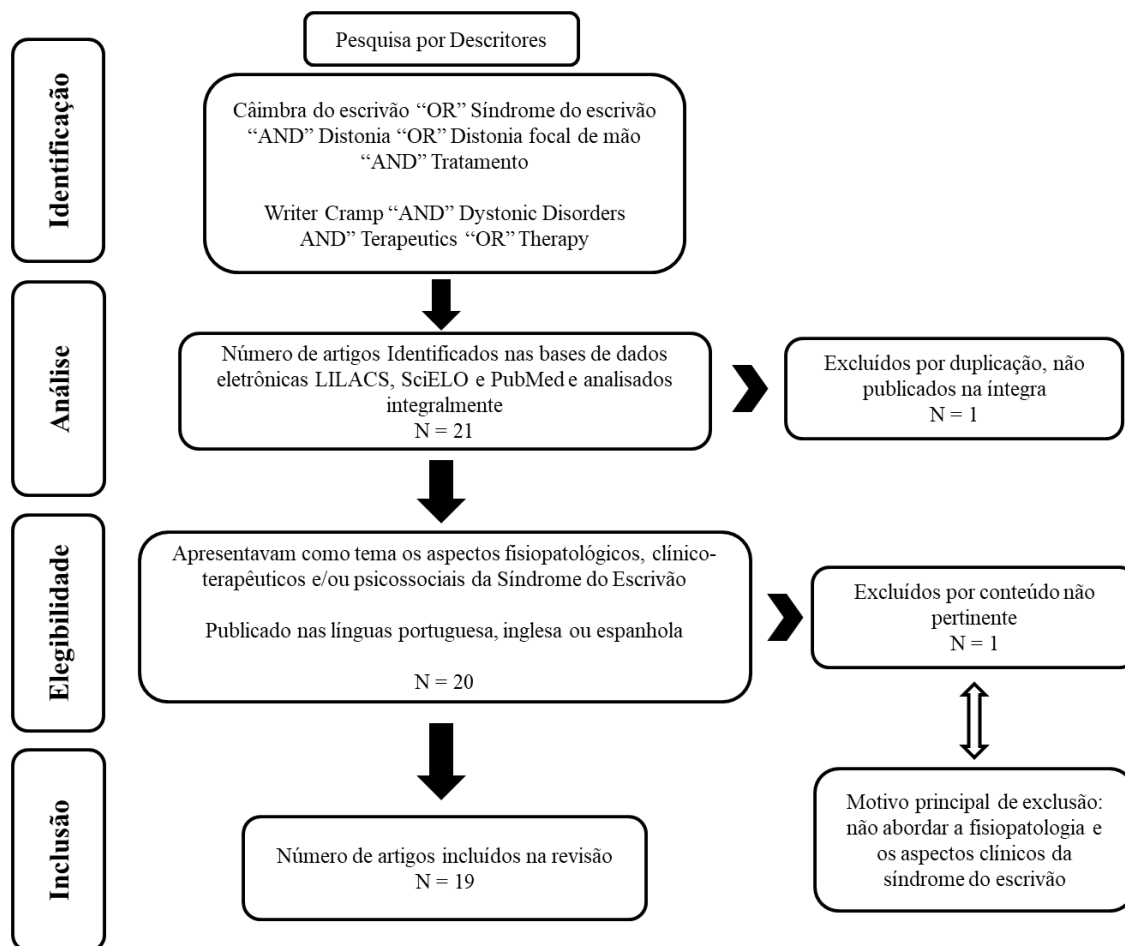 Identificação
Pesquisa por Descritores
Câimbra do escrivão “OR” Síndrome do escrivão
“AND” Distonia “OR” Distonia focal de mão
“AND” Tratamento
Writer Cramp “AND” Dystonic Disorders
AND” Terapeutics “OR” Therapy
Análise
Número de artigos Identificados nas bases de dados
eletrônicas LILACS, SciELO e PubMed e analisados
integralmente
N = 21
Excluídos por duplicação, não
publicados na íntegra
N = 1
Elegibilidade
Apresentavam como tema os aspectos fisiopatológicos, clínico-
terapêuticos e/ou psicossociais da Síndrome do Escrivão
Publicado nas línguas portuguesa, inglesa ou espanhola
N = 20
Excluídos por conteúdo não
pertinente
N = 1
Inclusão
Número de artigos incluídos na revisão
N = 19
Motivo principal de exclusão:
não abordar a fisiopatologia e
os aspectos clínicos da
síndrome do escrivão